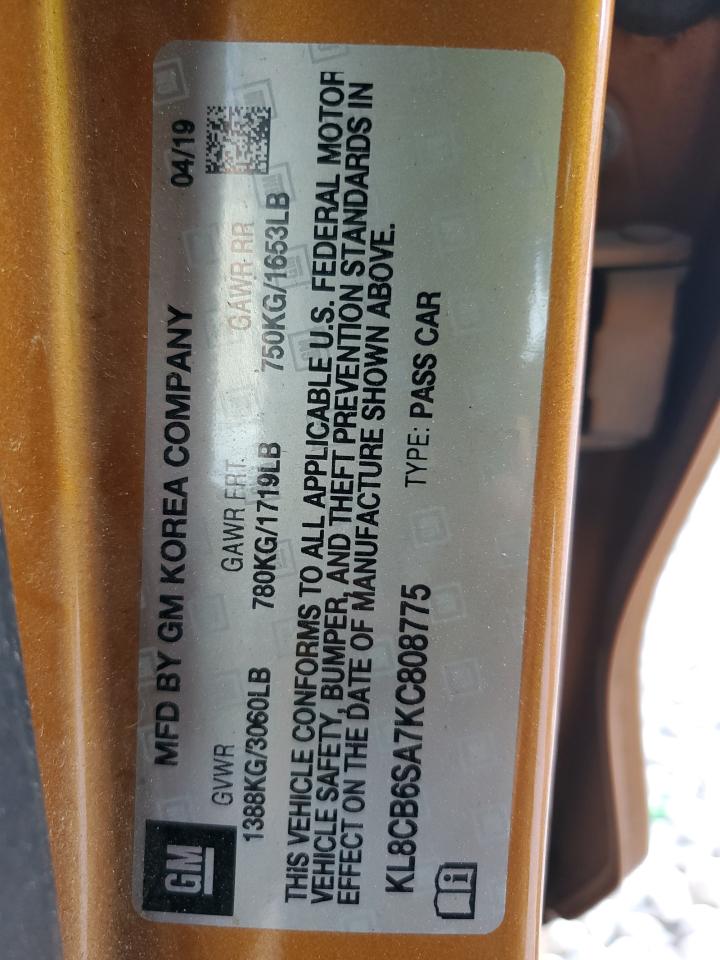 GM
MFD BY GM KOREA COMPANY 04/19
GVWR GAWR FRT. GAWR RR
1388KG/3060LB 780KG/1719LB 750KG/1653LB
THIS VEHICLE CONFORMS TO ALL APPLICABLE U.S. FEDERAL MOTOR
VEHICLE SAFETY, BUMPER, AND THEFT PREVENTION STANDARDS IN
EFFECT ON THE DATE OF MANUFACTURE SHOWN ABOVE.
KL8CB6SA7KC808775 TYPE: PASS CAR